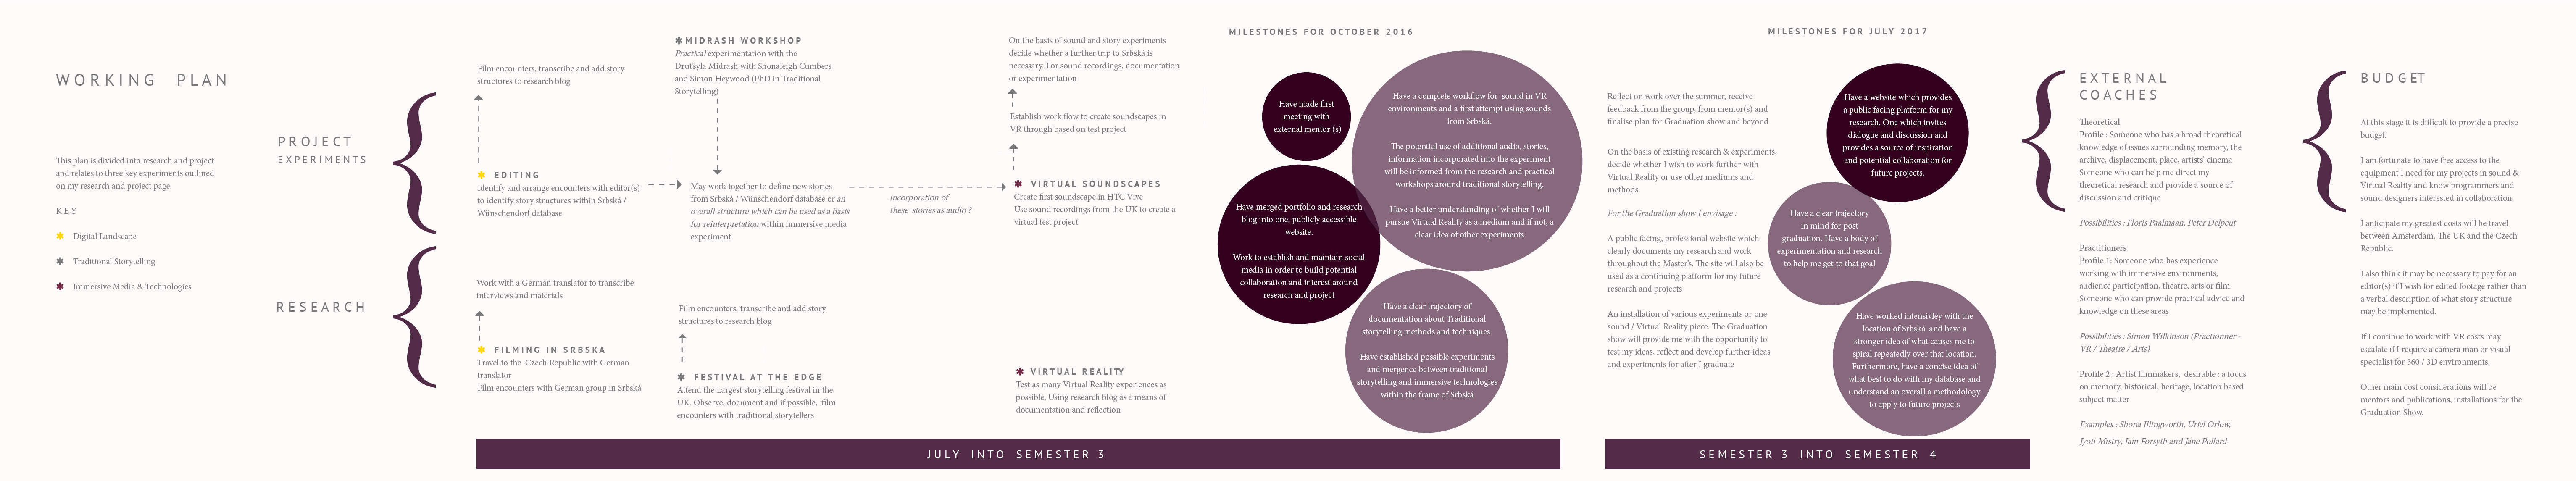 WORKING PLAN
This plan is divided into research and project
and relates to three key experiments outlined
on my research and project page.
KEY
Digital Landscape
Traditional Storytelling
Immersive Media & Technologies
PROJECT
EXPERIMENTS
RESEARCH
Film encounters, transcribe and add story
structures to research blog
EDITING
Identify and arrange encounters with editor(s)
to identify story structures within Srbská /
Wünschendorf database
Work with a German translator to transcribe
interviews and materials
FILMING IN SRBSKA
Travel to the Czech Republic with German
translator
Film encounters with German group in Srbská
MIDRASH WORKSHOP
Practical experimentation with the
Drut'syla Midrash with Shonaleigh Cumbers
and Simon Heywood (PhD in Traditional
Storytelling)
May work together to define new stories
from Srbská / Wünschendorf database or an
overall structure which can be used as a basis
for reinterpretation within immersive media
experiment
Film encounters, transcribe and add story
structures to research blog
FESTIVAL AT THE EDGE
Attend the Largest storytelling festival in the
UK. Observe, document and if possible, film
encounters with traditional storytellers
incorporation of
these stories as audio ?
On the basis of sound and story experiments
decide whether a further trip to Srbská is
necessary. For sound recordings, documentation
or experimentation
Establish work flow to create soundscapes in
VR through based on test project
VIRTUAL SOUNDSCAPES
Create first soundscape in HTC Vive
Use sound recordings from the UK to create a
virtual test project
VIRTUAL REALITY
Test as many Virtual Reality experiences as
possible, Using research blog as a means of
documentation and reflection
JULY INTO SEMESTER 3
MILESTONES FOR OCTOBER 2016
Have made first
meeting with
external mentor (s)
Have a complete workflow for sound in VR
environments and a first attempt using sounds
from Srbská.
The potential use of additional audio, stories,
information incorporated into the experiment
will be informed from the research and practical
workshops around traditional storytelling.
Have a better understanding of whether I will
pursue Virtual Reality as a medium and if not, a
clear idea of other experiments
Have merged portfolio and research
blog into one, publicly accessible
website.
Work to establish and maintain social
media in order to build potential
collaboration and interest around
research and project
Have a clear trajectory of
documentation about Traditional
storytelling methods and techniques.
Have established possible experiments
and mergence between traditional
storytelling and immersive technologies
within the frame of Srbská
Reflect on work over the summer, receive
feedback from the group, from mentor(s) and
finalise plan for Graduation show and beyond
On the basis of existing research & experiments,
decide whether I wish to work further with
Virtual Reality or use other mediums and
methods
For the Graduation show I envisage :
A public facing, professional website which
clearly documents my research and work
throughout the Master's. The site will also be
used as a continuing platform for my future
research and projects
An installation of various experiments or one
sound / Virtual Reality piece. The Graduation
show will provide me with the opportunity to
test my ideas, reflect and develop further ideas
and experiments for after I graduate
MILESTONES FOR JULY 2017
Have a website which provides
a public facing platform for my
research. One which invites
dialogue and discussion and
provides a source of inspiration
and potential collaboration for
future projects.
Have a clear trajectory
in mind for post
graduation. Have a body of
experimentation and research
to help me get to that goal
Have worked intensivley with the
location of Srbská and have a
stronger idea of what causes me to
spiral repeatedly over that location.
Furthermore, have a concise idea of
what best to do with my database and
understand an overall a methodology
to apply to future projects
SEMESTER 3 INTO SEMESTER 4
EXTERNAL
COACHES
Theoretical
Profile : Someone who has a broad theoretical
knowledge of issues surrounding memory, the
archive, displacement, place, artists' cinema
Someone who can help me direct my
theoretical research and provide a source of
discussion and critique
Possibilities : Floris Paalmaan, Peter Delpeut
Practitioners
Profile 1: Someone who has experience
working with immersive environments,
audience participation, theatre, arts or film.
Someone who can provide practical advice and
knowledge on these areas
Possibilities : Simon Wilkinson (Practionner -
VR / Theatre / Arts)
Profile 2 : Artist filmmakers, desirable : a focus
on memory, historical, heritage, location based
subject matter
Examples : Shona Illingworth, Uriel Orlow,
Jyoti Mistry, Iain Forsyth and Jane Pollard
BUDGET
At this stage it is difficult to provide a precise
budget.
I am fortunate to have free access to the
equipment I need for my projects in sound &
Virtual Reality and know programmers and
sound designers interested in collaboration.
I anticipate my greatest costs will be travel
between Amsterdam, The UK and the Czech
Republic.
I also think it may be necessary to pay for an
editor(s) if I wish for edited footage rather than
a verbal description of what story structure
may be implemented.
If I continue to work with VR costs may
escalate if I require a camera man or visual
specialist for 360 / 3D environments.
Other main cost considerations will be
mentors and publications, installations for the
Graduation Show.